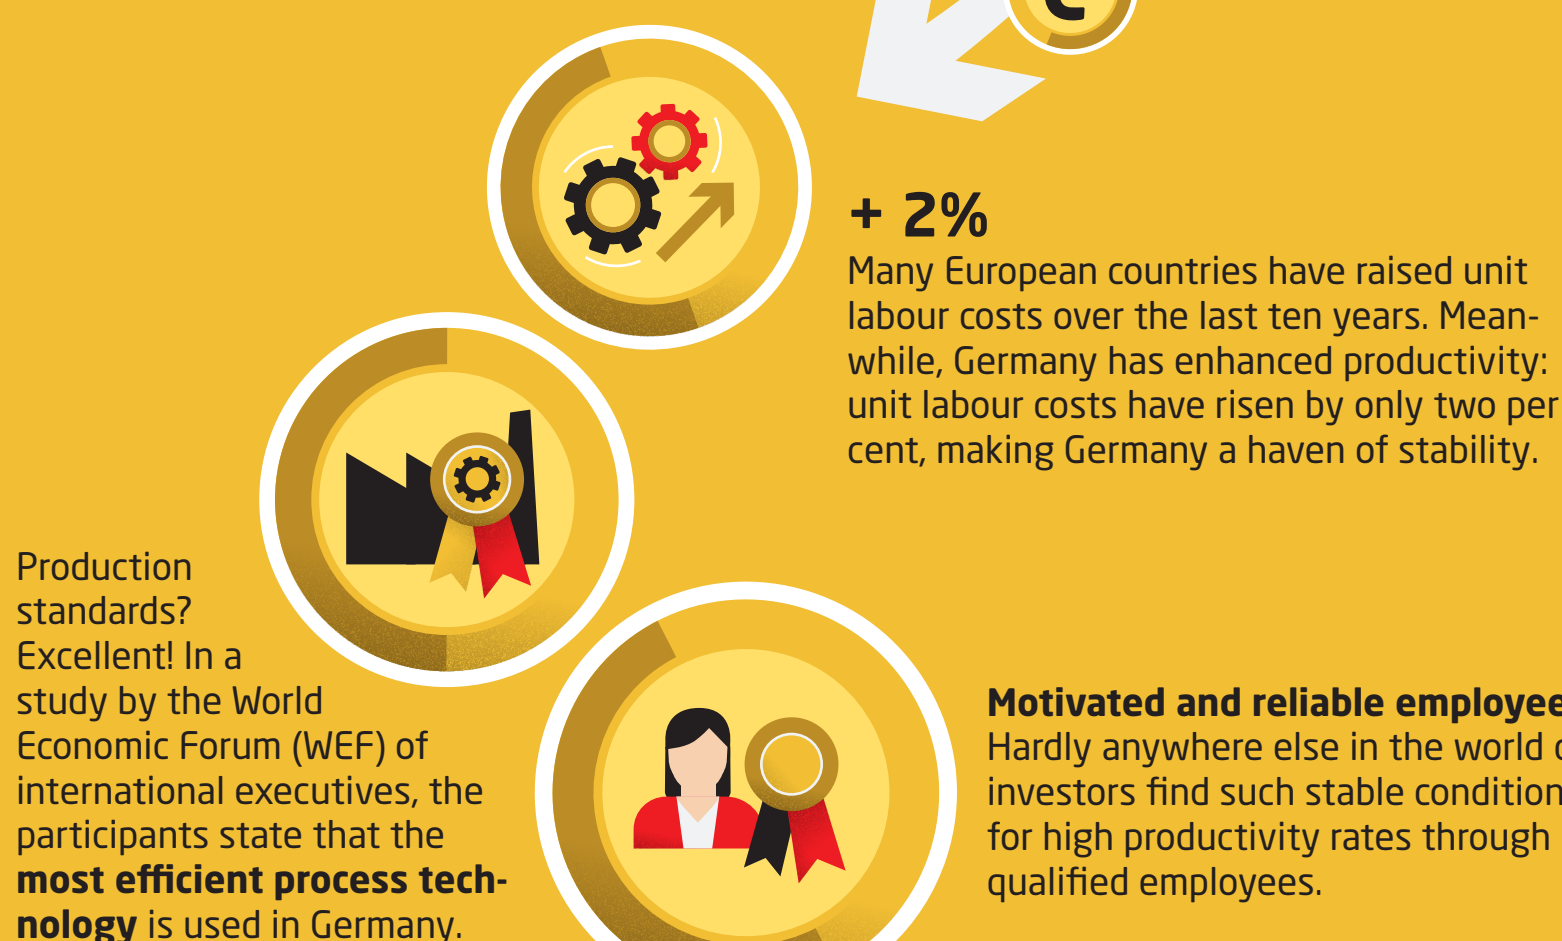 + 2%
Many European countries have raised unit
labour costs over the last ten years. Mean-
while, Germany has enhanced productivity:
unit labour costs have risen by only two per
cent, making Germany a haven of stability.
Production
standards?
Excellent! In a
study by the World
Economic Forum (WEF) of
international executives, the
participants state that the
most efficient process tech-
nology is used in Germany.
Motivated and reliable employee
Hardly anywhere else in the world
investors find such stable condition
for high productivity rates through
qualified employees.